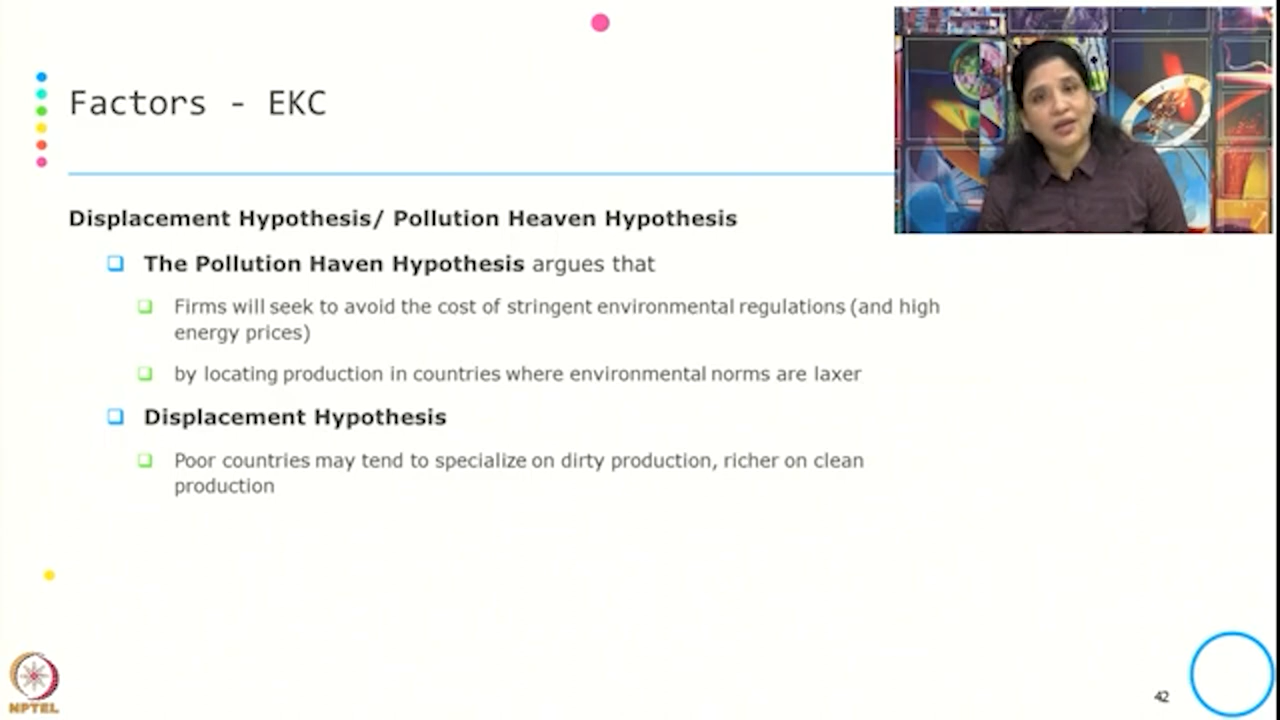 Factors - EKC
Displacement Hypothesis/ Pollution Heaven Hypothesis
The Pollution Haven Hypothesis argues that
Firms will seek to avoid the cost of stringent environmental regulations (and high
energy prices)
by locating production in countries where environmental norms are laxer
Displacement Hypothesis
Poor countries may tend to specialize on dirty production, richer on clean
production
NPTEL
42